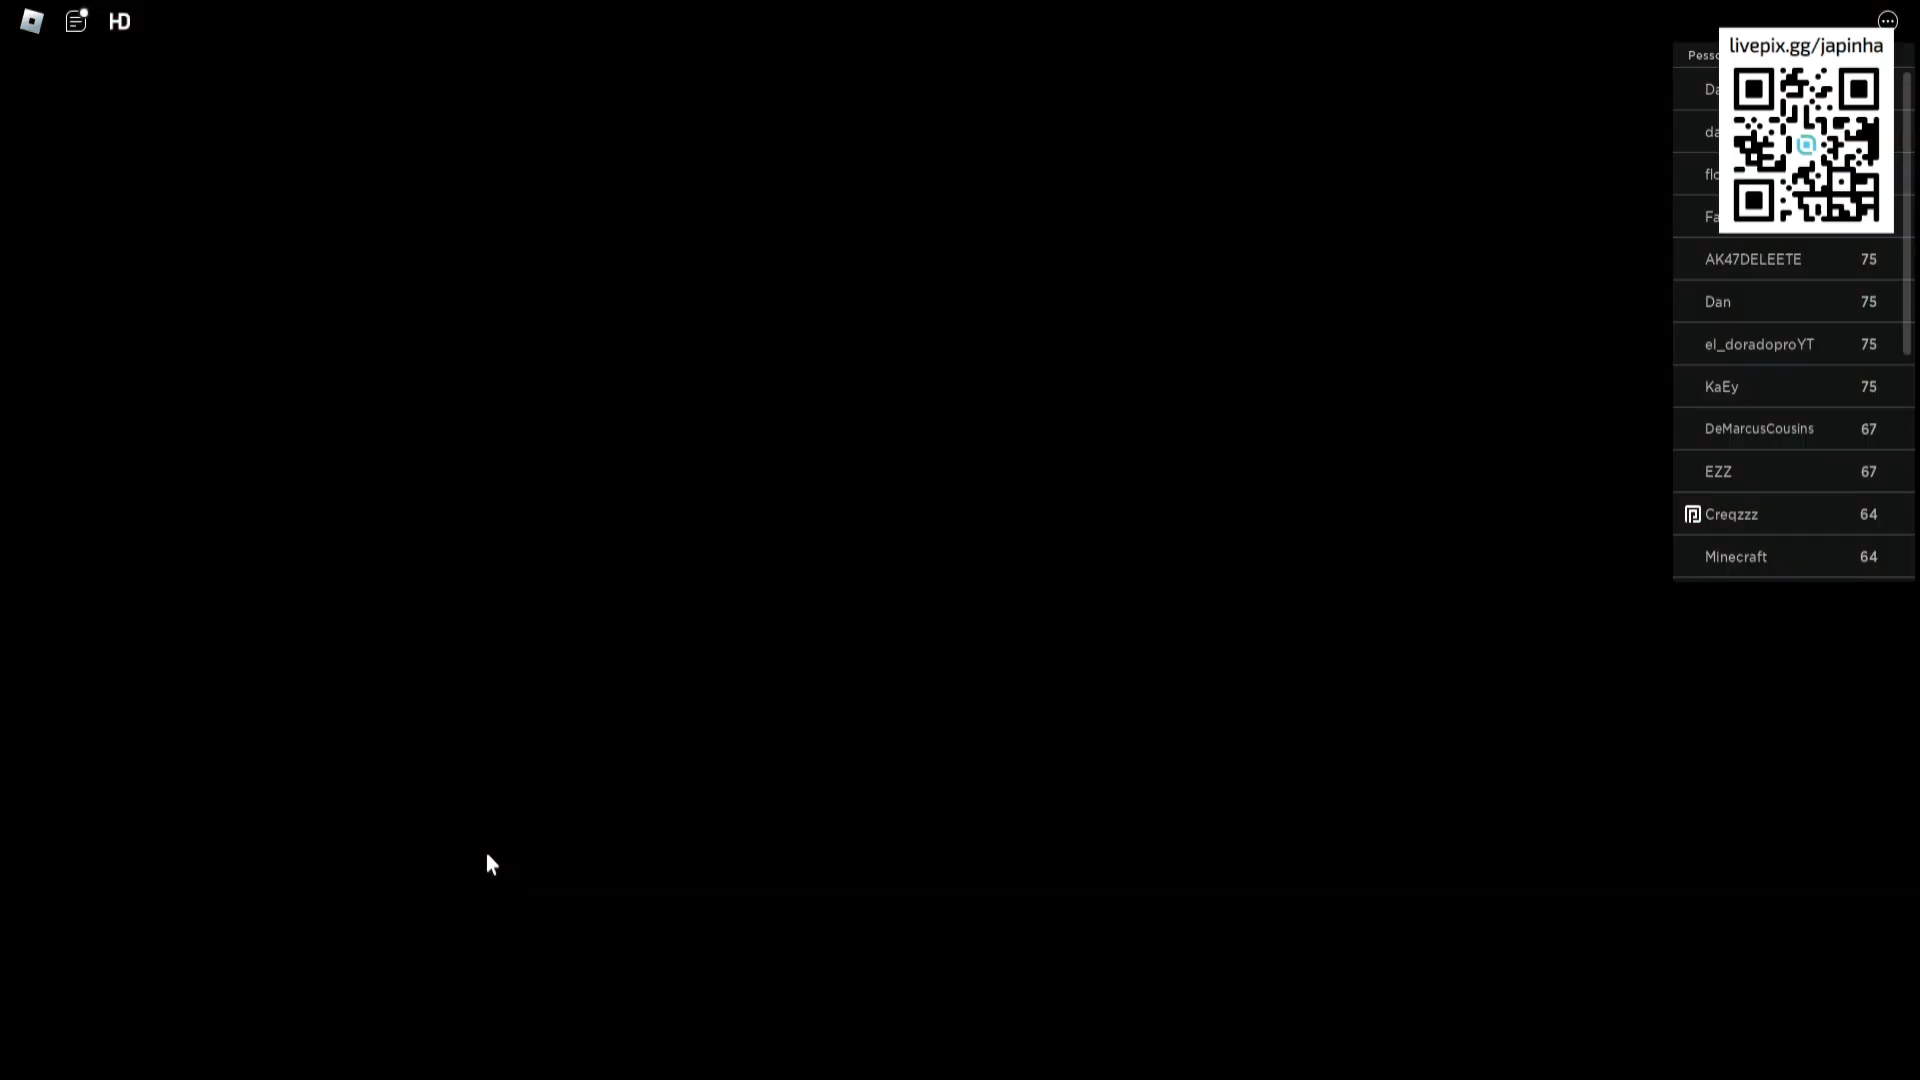 HD
livepix.gg/japinha
AK47DELEETE 75
Dan 75
el_doradoproYT 75
KaEy 75
DeMarcusCousins 67
EZZ 67
Creqzzz 64
Minecraft 64